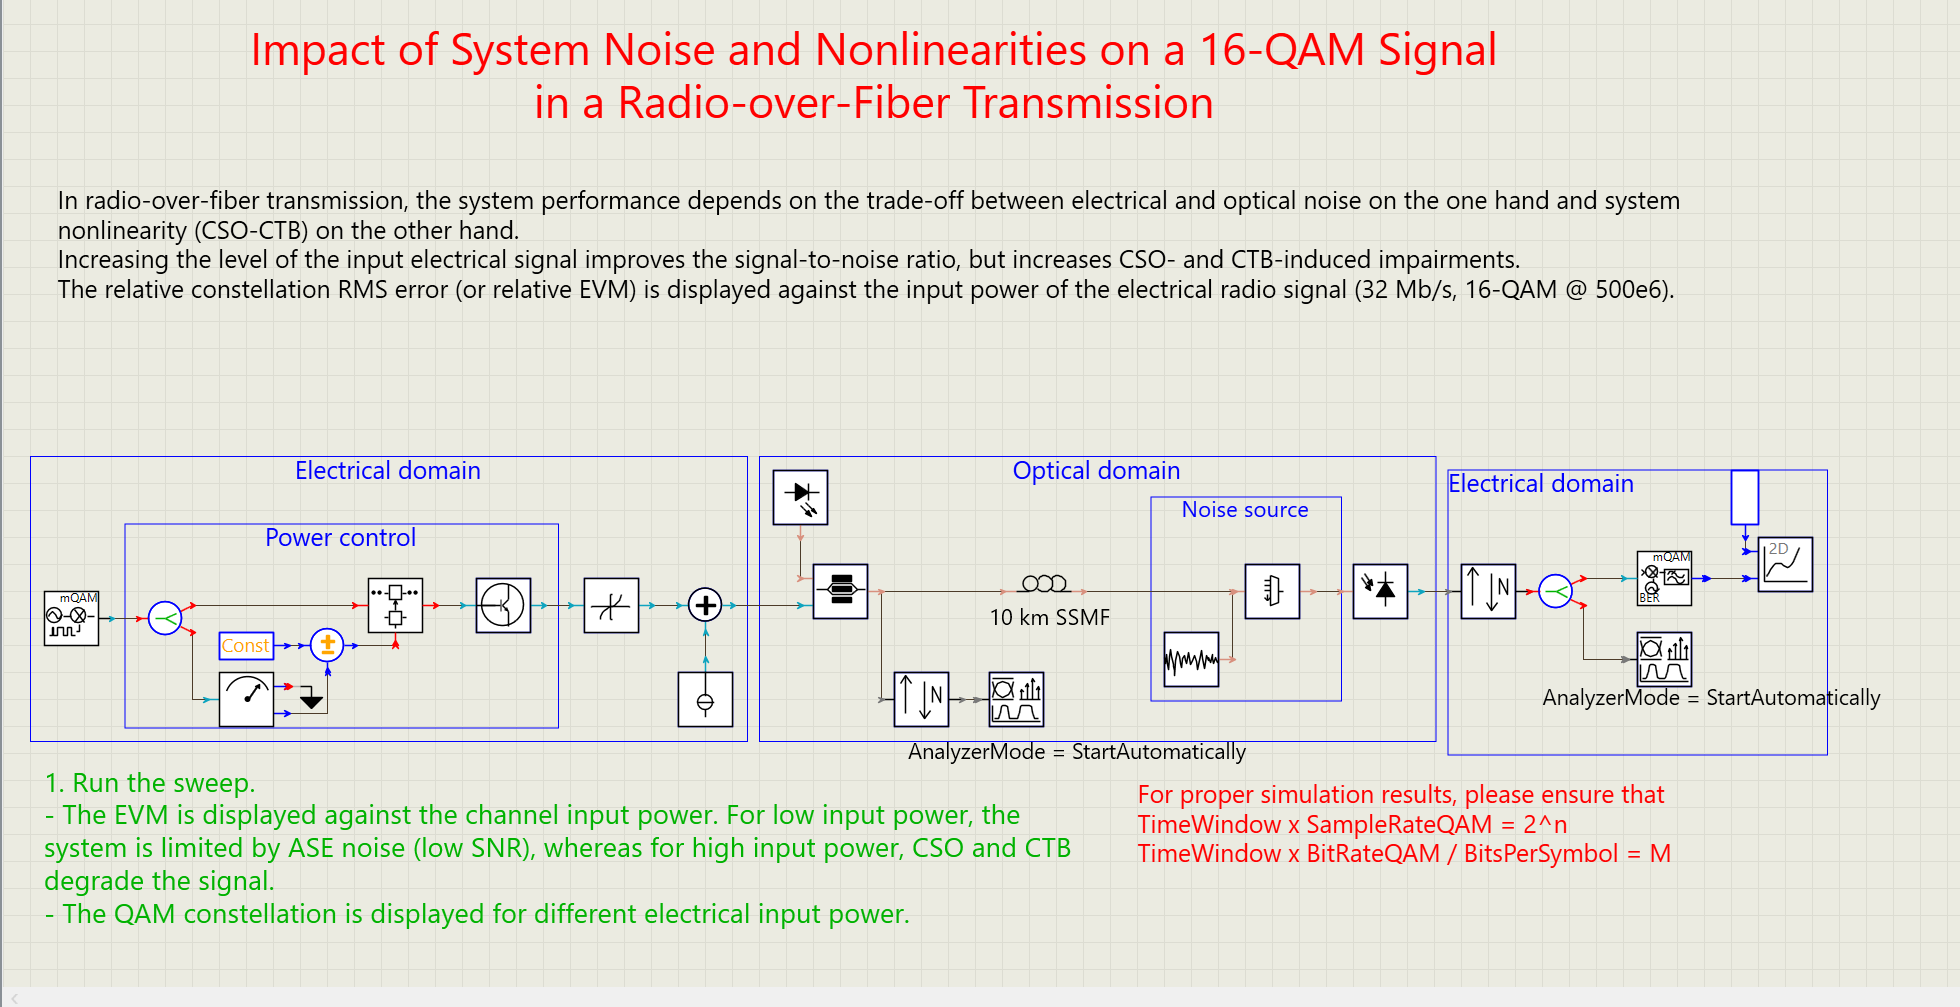 Impact of System Noise and Nonlinearities on a 16-QAM Signal
in a Radio-over-Fiber Transmission
In radio-over-fiber transmission, the system performance depends on the trade-off between electrical and optical noise on the one hand and system
nonlinearity (CSO-CTB) on the other hand.
Increasing the level of the input electrical signal improves the signal-to-noise ratio, but increases CSO- and CTB-induced impairments.
The relative constellation RMS error (or relative EVM) is displayed against the input power of the electrical radio signal (32 Mb/s, 16-QAM @ 500e6).
Electrical domain
Power control
mQAM
Const
Optical domain
Noise source
10 km SSMF
N
AnalyzerMode = StartAutomatically
Electrical domain
N
mQAM
BER
2D
AnalyzerMode = StartAutomatically
1. Run the sweep.
- The EVM is displayed against the channel input power. For low input power, the
system is limited by ASE noise (low SNR), whereas for high input power, CSO and CTB
degrade the signal.
- The QAM constellation is displayed for different electrical input power.
For proper simulation results, please ensure that
TimeWindow x SampleRateQAM = 2^n
TimeWindow x BitRateQAM / BitsPerSymbol = M